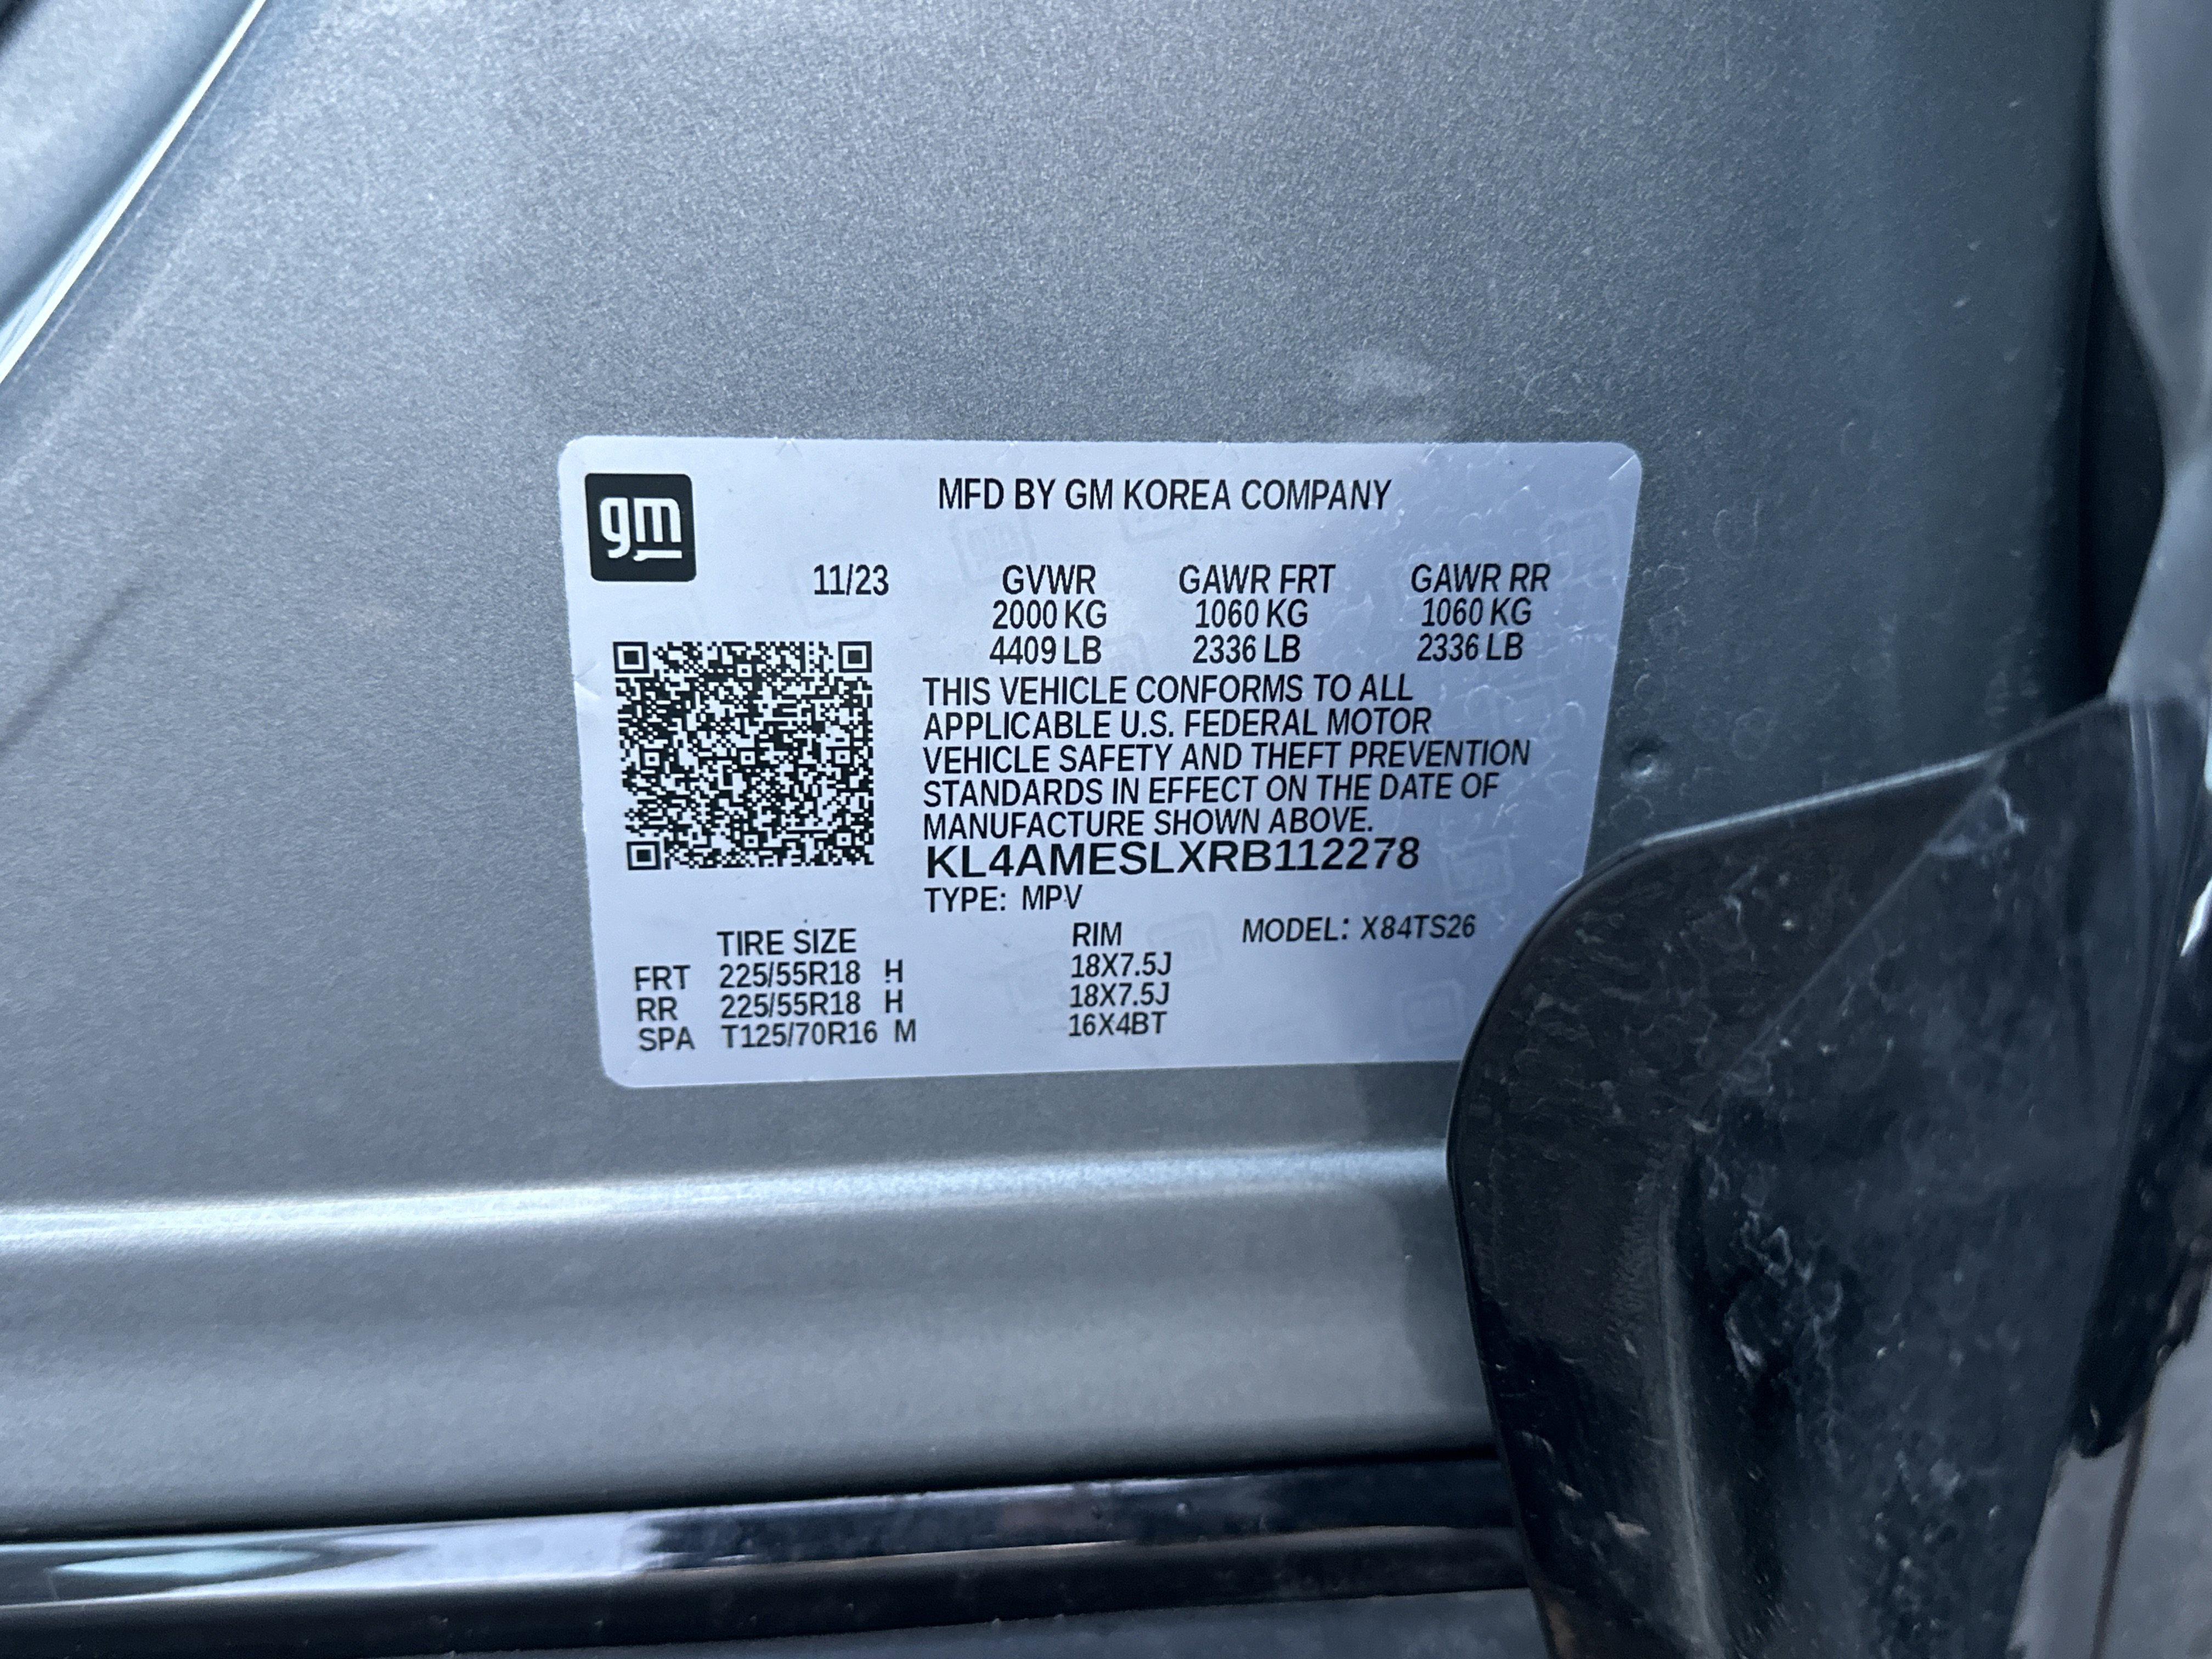 gm
MFD BY GM KOREA COMPANY
11/23 GVWR GAWR FRT GAWR RR
2000 KG 1060 KG 1060 KG
4409 LB 2336 LB 2336 LB
THIS VEHICLE CONFORMS TO ALL
APPLICABLE U.S. FEDERAL MOTOR
VEHICLE SAFETY AND THEFT PREVENTION
STANDARDS IN EFFECT ON THE DATE OF
MANUFACTURE SHOWN ABOVE.
KL4AMESLXRB112278
TYPE: MPV
TIRE SIZE RIM MODEL: X84TS26
FRT 225/55R18 H 18X7.5J
RR 225/55R18 H 18X7.5J
SPA T125/70R16 M 16X4BT